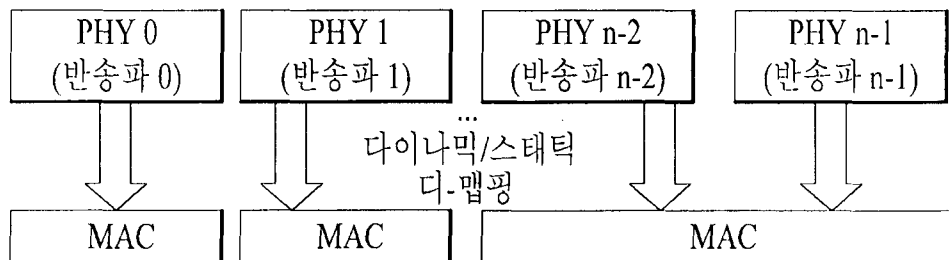 PHY 0
(반송파 0)
PHY 1
(반송파 1)
PHY n-2
(반송파 n-2)
PHY n-1
(반송파 n-1)
...
다이나믹/스태틱
디-맵핑
MAC
MAC
MAC